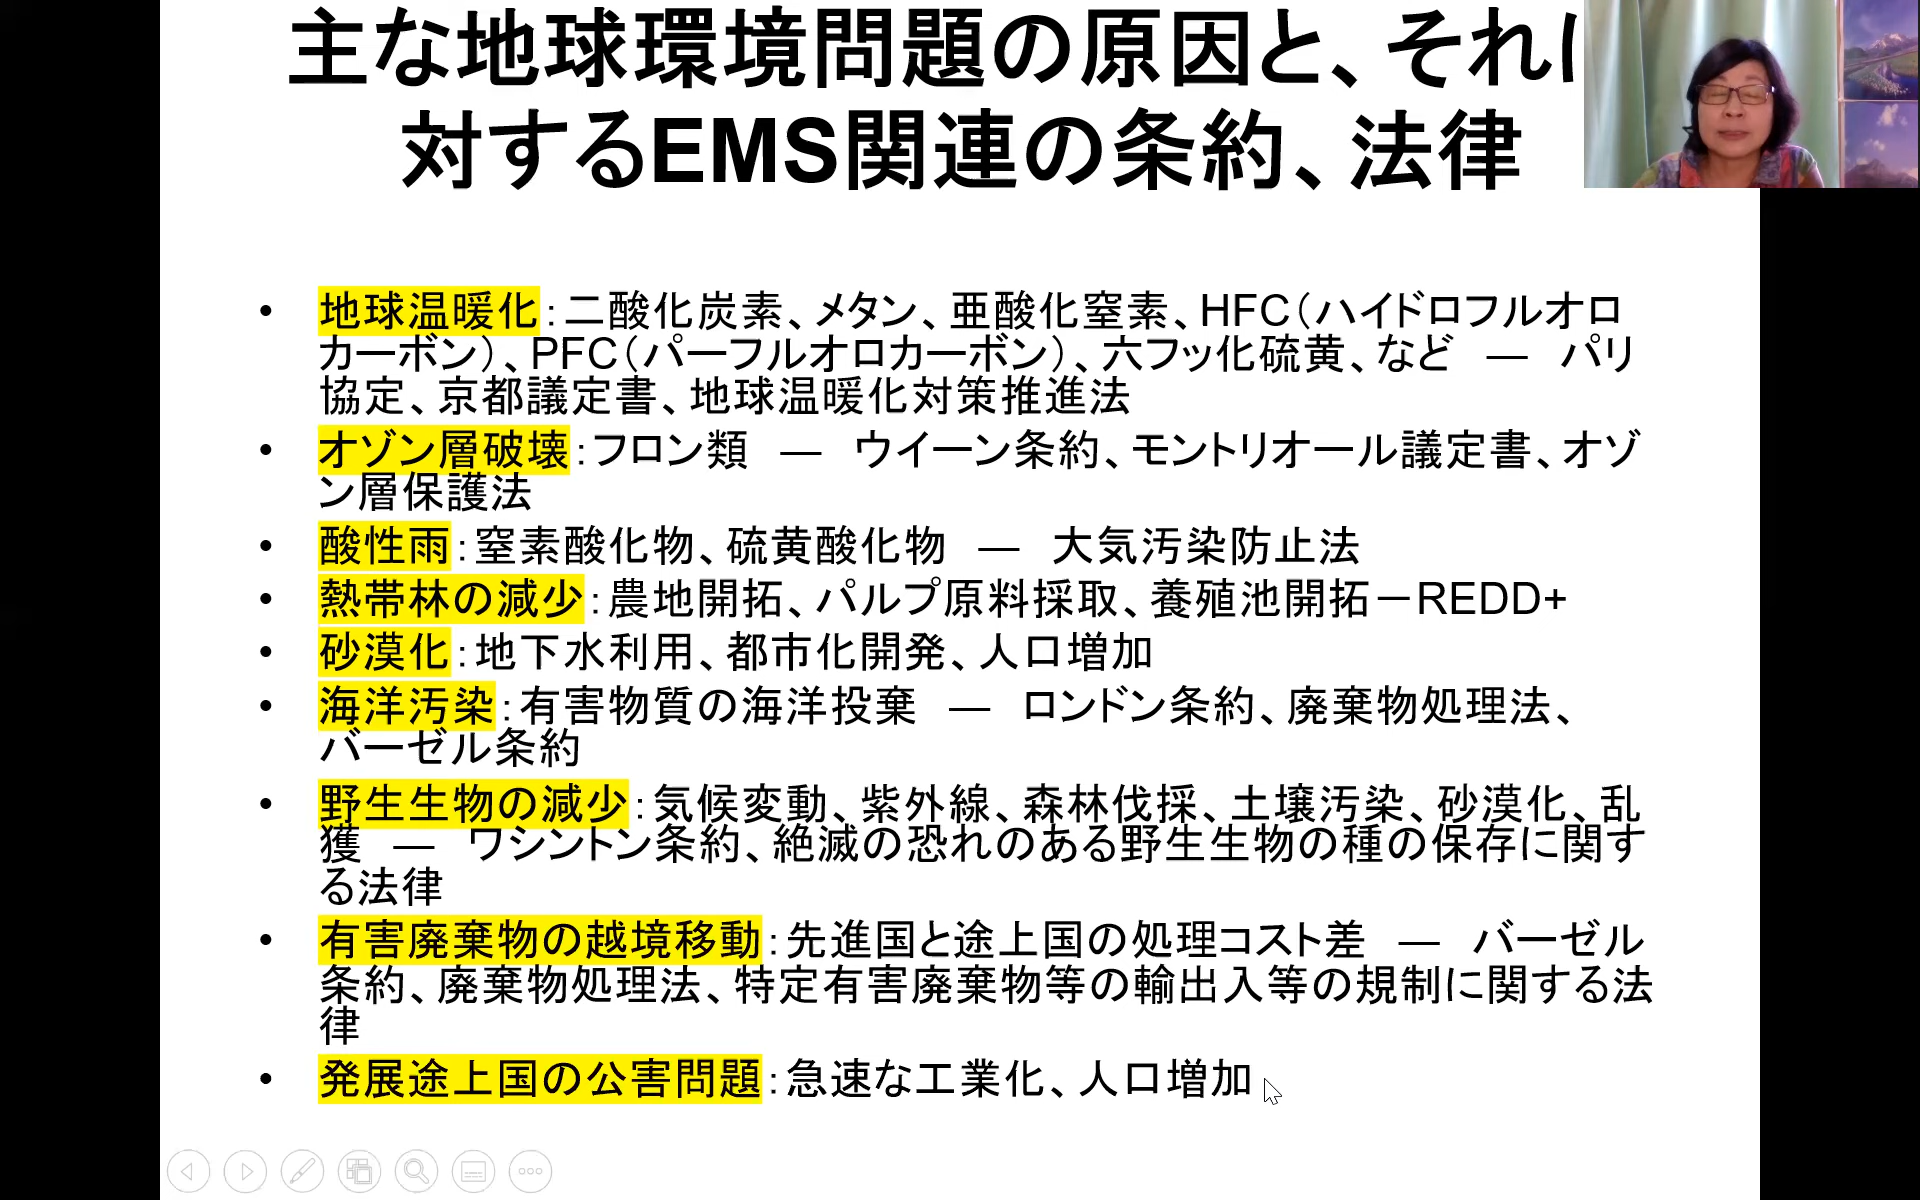 主な地球環境問題の原因と、それに
対するEMS関連の条約、法律
• 地球温暖化：二酸化炭素、メタン、亜酸化窒素、HFC（ハイドロフルオロ
カーボン）、PFC（パーフルオロカーボン）、六フッ化硫黄、など　―　パリ
協定、京都議定書、地球温暖化対策推進法
• オゾン層破壊：フロン類　―　ウイーン条約、モントリオール議定書、オゾ
ン層保護法
• 酸性雨：窒素酸化物、硫黄酸化物　―　大気汚染防止法
• 熱帯林の減少：農地開拓、パルプ原料採取、養殖池開拓－REDD+
• 砂漠化：地下水利用、都市化開発、人口増加
• 海洋汚染：有害物質の海洋投棄　―　ロンドン条約、廃棄物処理法、
バーゼル条約
• 野生生物の減少：気候変動、紫外線、森林伐採、土壌汚染、砂漠化、乱
獲　―　ワシントン条約、絶滅の恐れのある野生生物の種の保存に関す
る法律
• 有害廃棄物の越境移動：先進国と途上国の処理コスト差　―　バーゼル
条約、廃棄物処理法、特定有害廃棄物等の輸出入等の規制に関する法
律
• 発展途上国の公害問題：急速な工業化、人口増加